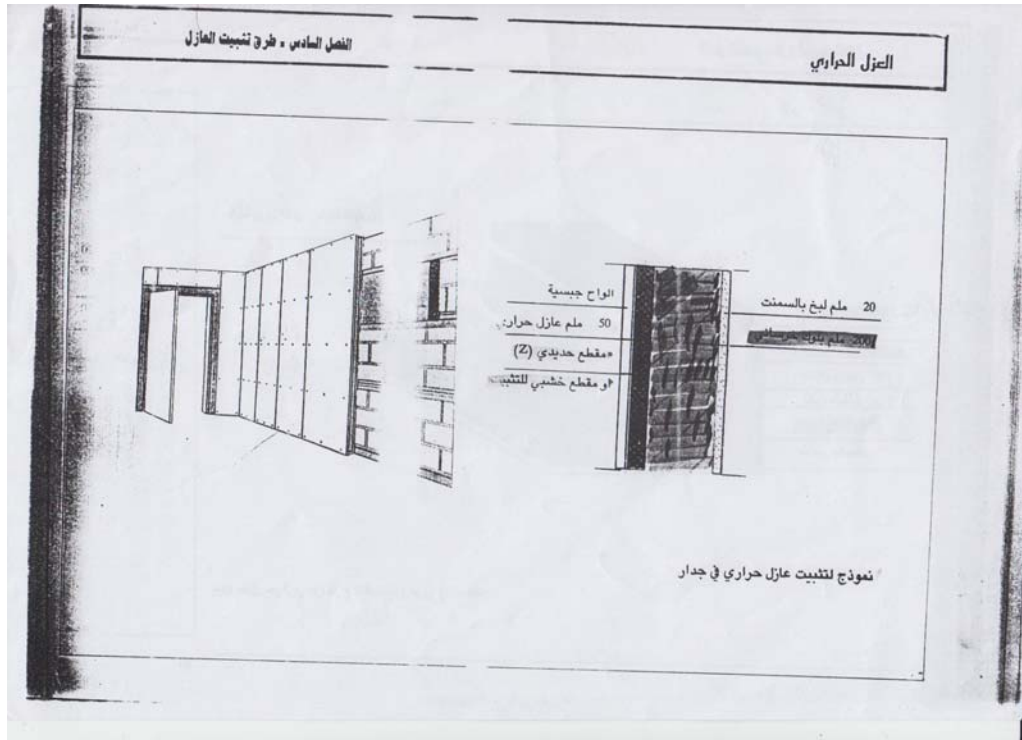 العزل الحراري
الفصل السادس - طرق تثبيت العازل
20 ملم لبخ بالسمنت
200 ملم بلوك خرساني
الواح جبسية
50 ملم عازل حراري
مقطع حديدي (Z)
او مقطع خشبي للتثبيت
نموذج لتثبيت عازل حراري في جدار